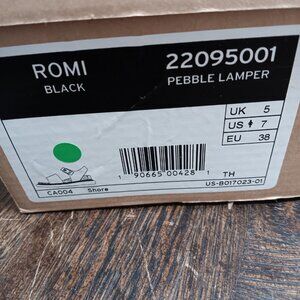 ROMI
BLACK
22095001
PEBBLE LAMPER
UK 5
US 7
EU 38
1 90665 00428 1
CA004 Shore
TH
US-B017023-01